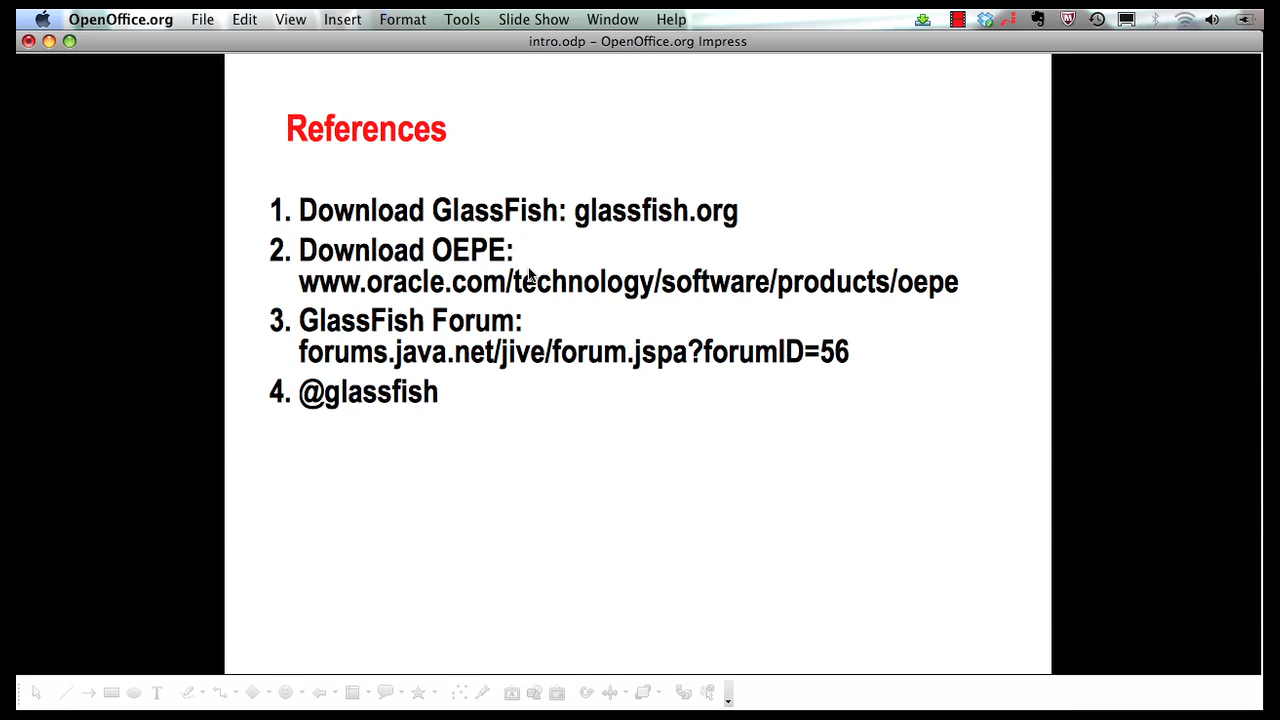 OpenOffice.org File Edit View Insert Format Tools Slide Show Window Help
intro.odp – OpenOffice.org Impress
References
1. Download GlassFish: glassfish.org
2. Download OEPE:
www.oracle.com/technology/software/products/oepe
3. GlassFish Forum:
forums.java.net/jive/forum.jspa?forumID=56
4. @glassfish